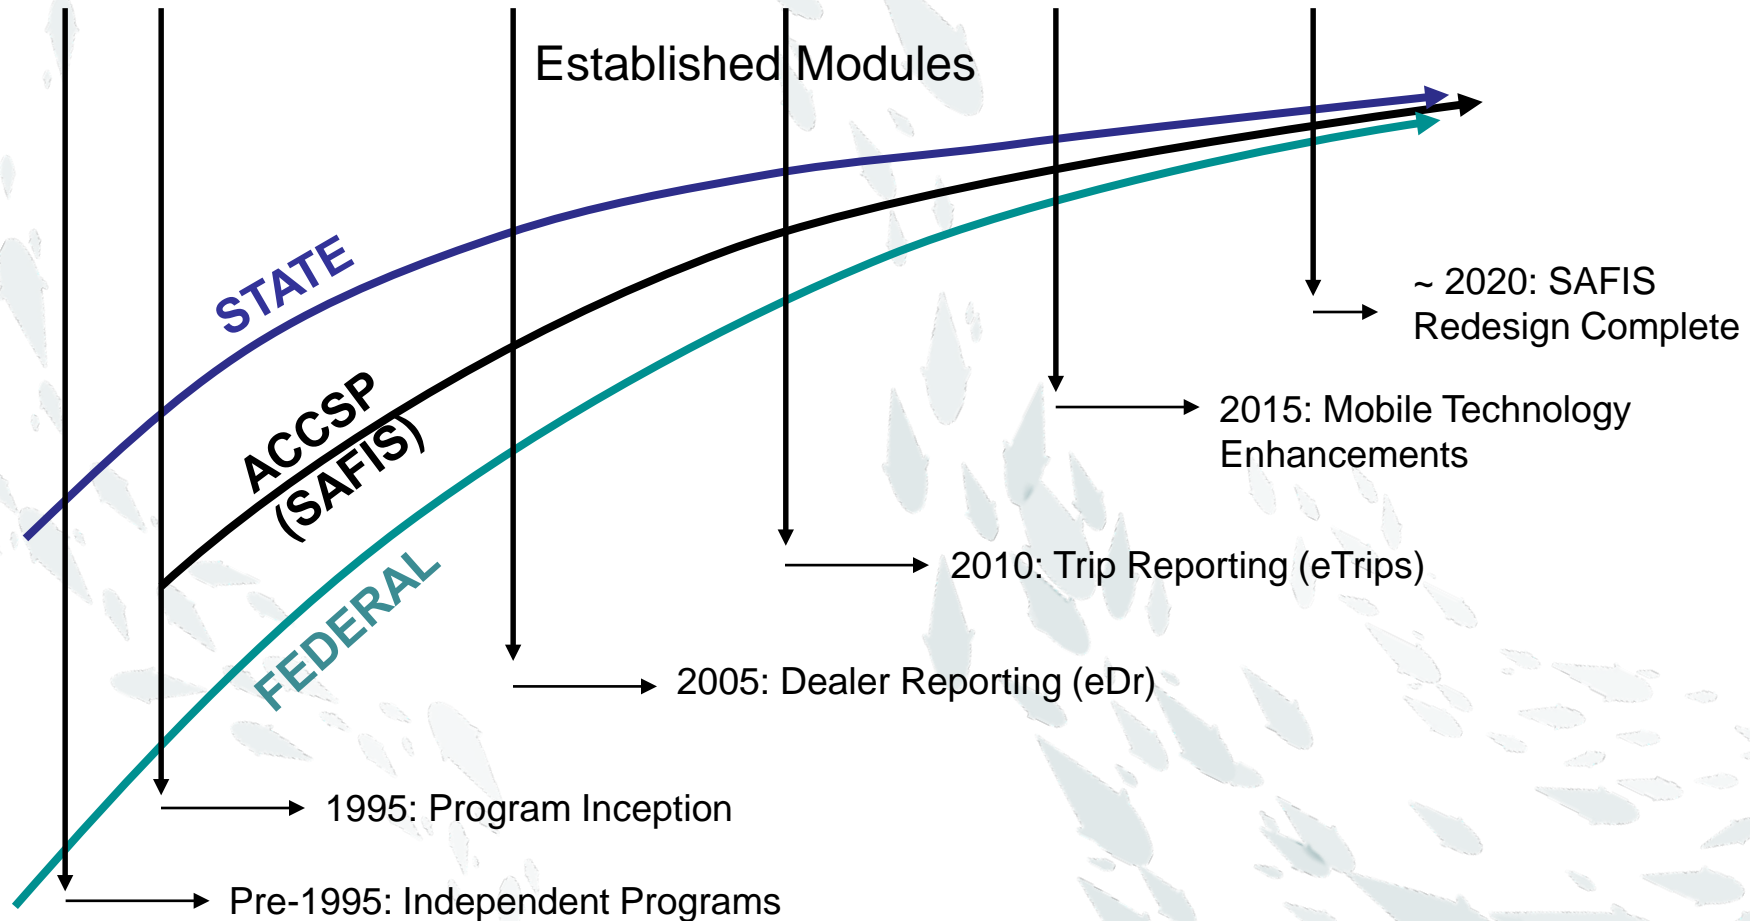 Established Modules
STATE
ACCSP
(SAFIS)
FEDERAL
~ 2020: SAFIS
Redesign Complete
2015: Mobile Technology
Enhancements
2010: Trip Reporting (eTrips)
2005: Dealer Reporting (eDr)
1995: Program Inception
Pre-1995: Independent Programs